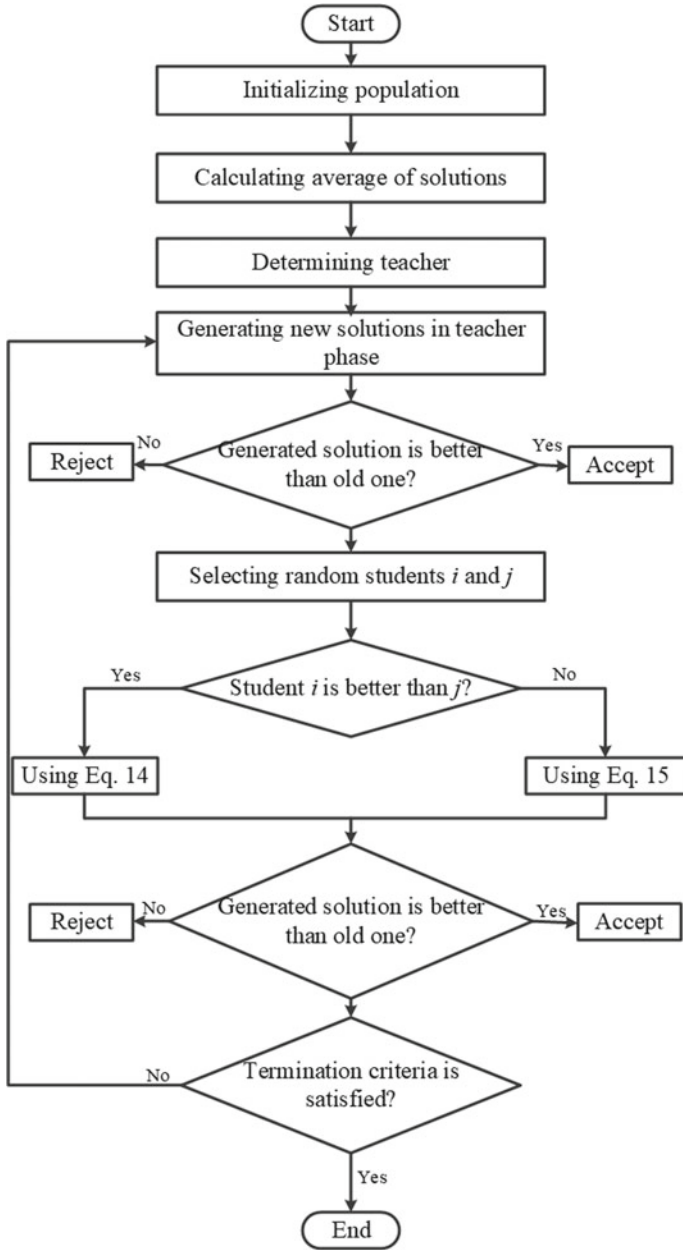 Start
Initializing population
Calculating average of solutions
Determining teacher
Generating new solutions in teacher
phase
No
Yes
Reject
Generated solution is better
than old one?
Accept
Selecting random students i and j
Yes
No
Student i is better than j?
Using Eq. 14
Using Eq. 15
No
Yes
Reject
Generated solution is better
than old one?
Accept
No
Termination criteria is
satisfied?
Yes
End